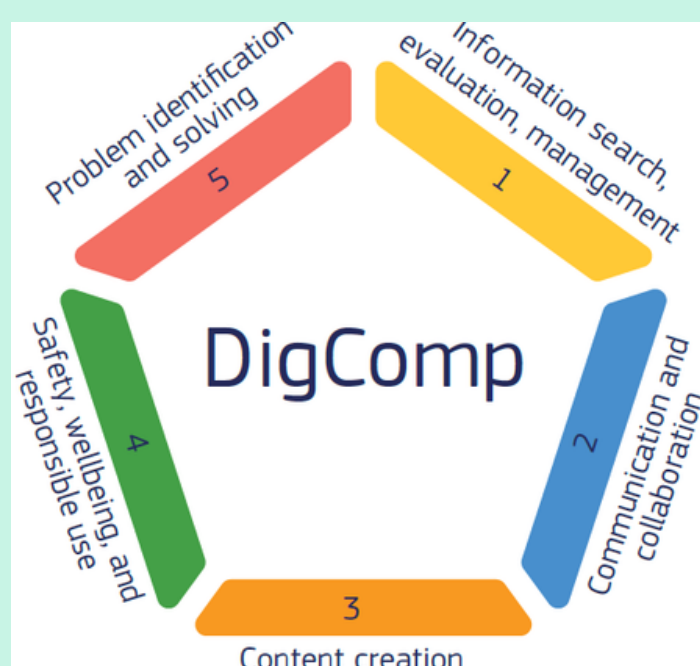 Information search,
evaluation, management
1
Communication and
collaboration
2
3
Content creation
Safety, wellbeing, and
responsible use
4
Problem identification
and solving
5
DigComp